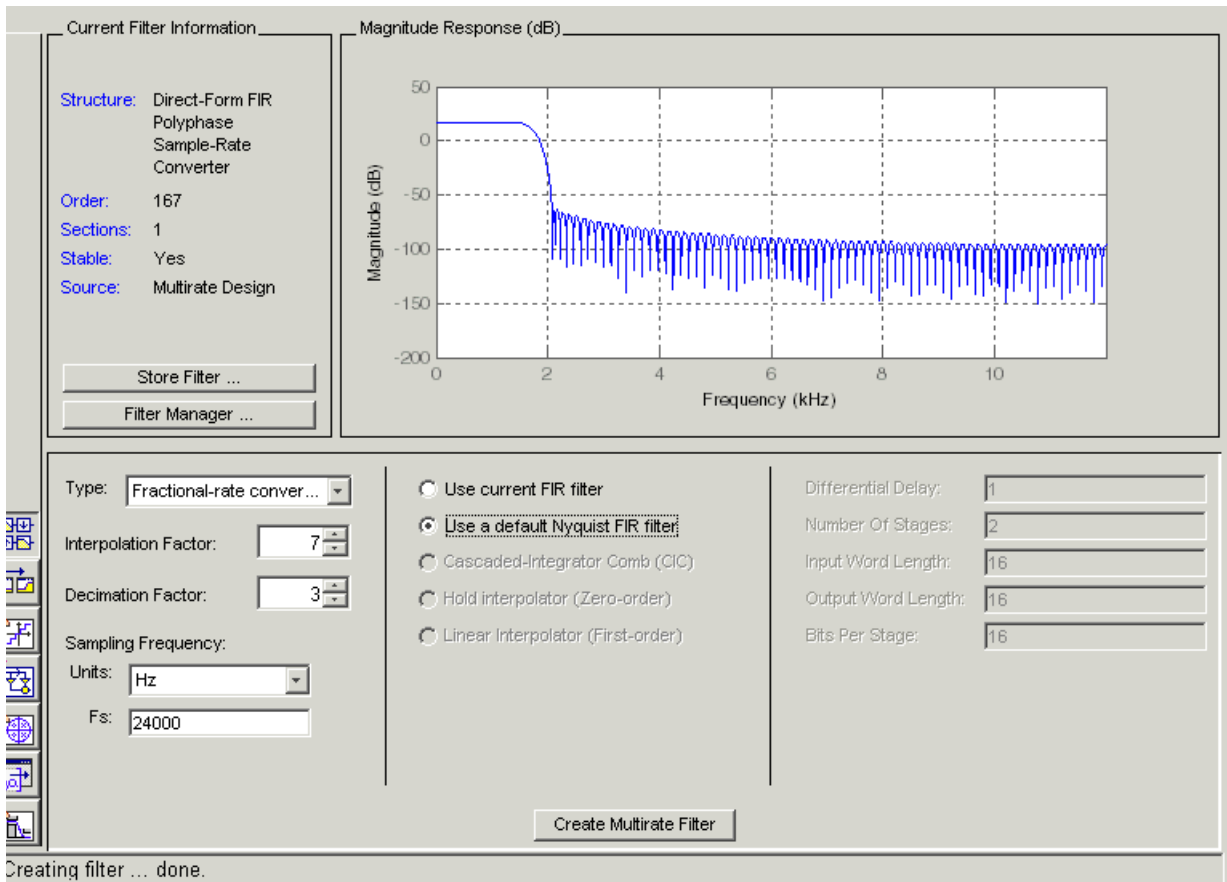 Current Filter Information
Structure: Direct-Form FIR
Polyphase
Sample-Rate
Converter
Order: 167
Sections: 1
Stable: Yes
Source: Multirate Design
Store Filter ...
Filter Manager ...
Magnitude Response (dB)
50
0
-50
-100
-150
-200
Magnitude (dB)
0 2 4 6 8 10
Frequency (kHz)
Type: Fractional-rate conver...
Interpolation Factor: 7
Decimation Factor: 3
Sampling Frequency:
Units: Hz
Fs: 24000
Use current FIR filter
Use a default Nyquist FIR filter
Cascaded-Integrator Comb (CIC)
Hold interpolator (Zero-order)
Linear Interpolator (First-order)
Differential Delay: 1
Number Of Stages: 2
Input Word Length: 16
Output Word Length: 16
Bits Per Stage: 16
Create Multirate Filter
Creating filter ... done.